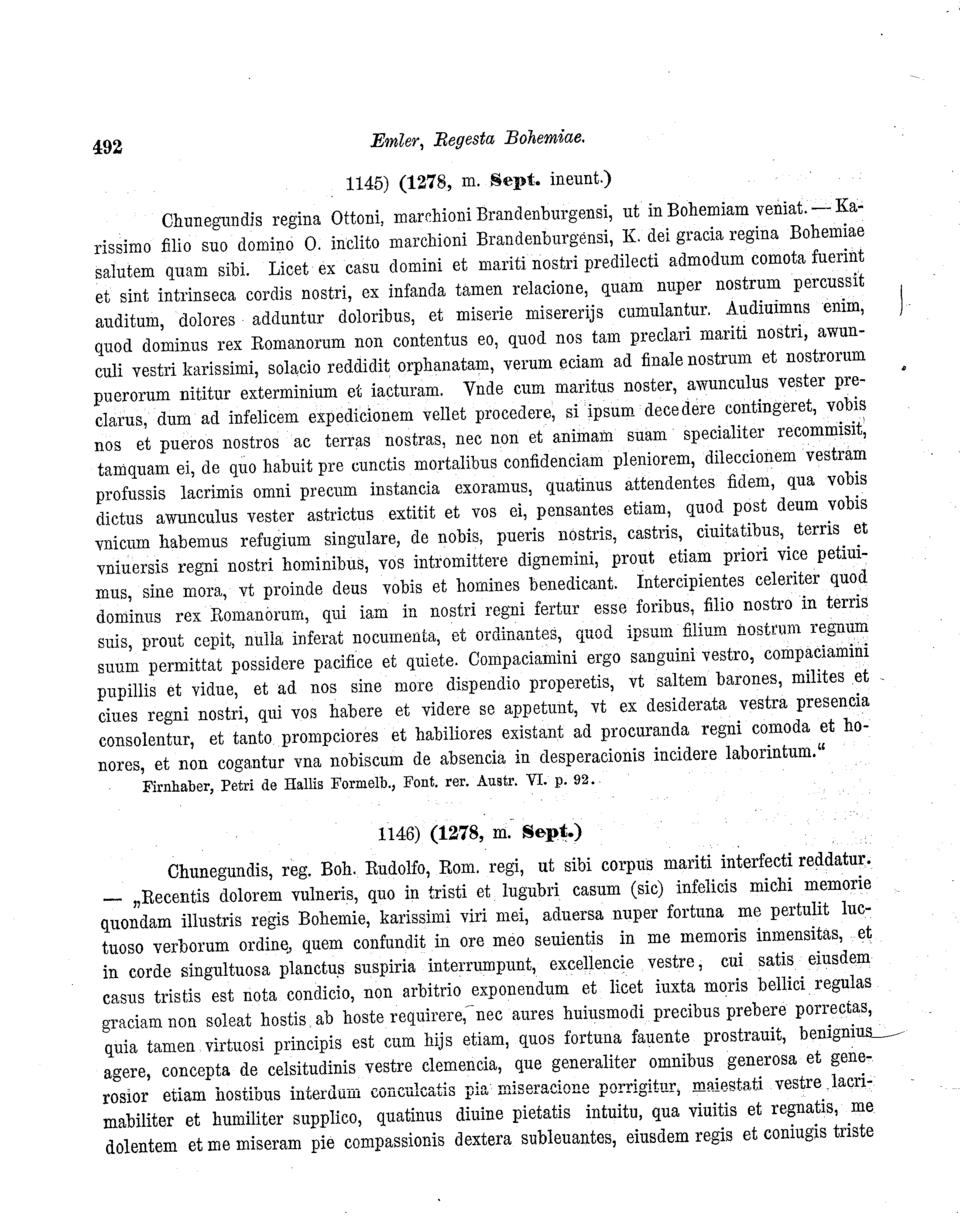 492
Emler, Regesta Bohemiae.
1145) (1278, m. Sept. ineunt.)
Chunegundis regina Ottoni, marchioni Brandenburgensi, ut in Bohemiam veniat. — Ka-
rissimo filio suo domino O. inclito marchioni Brandenburgensi, K. dei gracia regina Bohemiae
salutem quam sibi. Licet ex casu domini et mariti nostri predilecti admodum comota fuerint
et sint intrinseca cordis nostri, ex infanda tamen relacione, quam nuper nostrum percussit
auditum, dolores adduntur doloribus, et miserie misererijs cumulantur. Audiuimns enim,
quod dominus rex Romanorum non contentus eo, quod nos tam preclari mariti nostri, awun-
culi vestri karissimi, solacio reddidit orphanatam, verum eciam ad finale nostrum et nostrorum
puerorum nititur exterminium et iacturam. Vnde cum maritus noster, awunculus vester pre-
clarus, dum ad infelicem expedicionem vellet procedere, si ipsum decedere contingeret, vobis
nos et pueros nostros ac terras nostras, nec non et animam suam specialiter recommisit,
tamquam ei, de quo habuit pre cunctis mortalibus confidenciam pleniorem, dileccionem vestram
profussis lacrimis omni precum instancia exoramus, quatinus attendentes fidem, qua vobis
dictus awunculus vester astrictus extitit et vos ei, pensantes etiam, quod post deum vobis
vnicum habemus refugium singulare, de nobis, pueris nostris, castris, ciuitatibus, terris et
vniuersis regni nostri hominibus, vos intromittere dignemini, prout etiam priori vice petiui-
mus, sine mora, vt proinde deus vobis et homines benedicant. Intercipientes celeriter quod
dominus rex Romanorum, qui iam in nostri regni fertur esse foribus, filio nostro in terris
suis, prout cepit, nulla inferat nocumenta, et ordinantes, quod ipsum filium nostrum regnum
suum permittat possidere pacifice et quiete. Compaciamini ergo sanguini vestro, compaciamini
pupillis et vidue, et ad nos sine more dispendio properetis, vt saltem barones, milites et
ciues regni nostri, qui vos habere et videre se appetunt, vt ex desiderata vestra presencia
consolentur, et tanto prompciores et habiliores existant ad procuranda regni comoda et ho-
nores, et non cogantur vna nobiscum de absencia in desperacionis incidere laborintum.“
Firnhaber, Petri de Hallis Formelb., Font. rer. Austr. VI. p. 92.
1146) (1278, m. Sept.)
Chunegundis, reg. Boh. Rudolfo, Rom. regi, ut sibi corpus mariti interfecti reddatur.
— „Recentis dolorem vulneris, quo in tristi et lugubri casum (sic) infelicis michi memorie
quondam illustris regis Bohemie, karissimi viri mei, aduersa nuper fortuna me pertulit luc-
tuoso verborum ordine, quem confundit in ore meo seuientis in me memoris inmensitas, et
in corde singultuosa planctus suspiria interrumpunt, excellencie vestre, cui satis eiusdem
casus tristis est nota condicio, non arbitrio exponendum et licet iuxta moris bellici regulas
graciam non soleat hostis ab hoste requirere, nec aures huiusmodi precibus prebere porrectas,
quia tamen virtuosi principis est cum hijs etiam, quos fortuna fauente prostrauit, benignius
agere, concepta de celsitudinis vestre clemencia, que generaliter omnibus generosa et gene-
rosior etiam hostibus interdum conculcatis pia miseracione porrigitur, maiestati vestre lacri-
mabiliter et humiliter supplico, quatinus diuine pietatis intuitu, qua viuitis et regnatis, me
dolentem et me miseram pie compassionis dextera subleuantes, eiusdem regis et coniugis triste